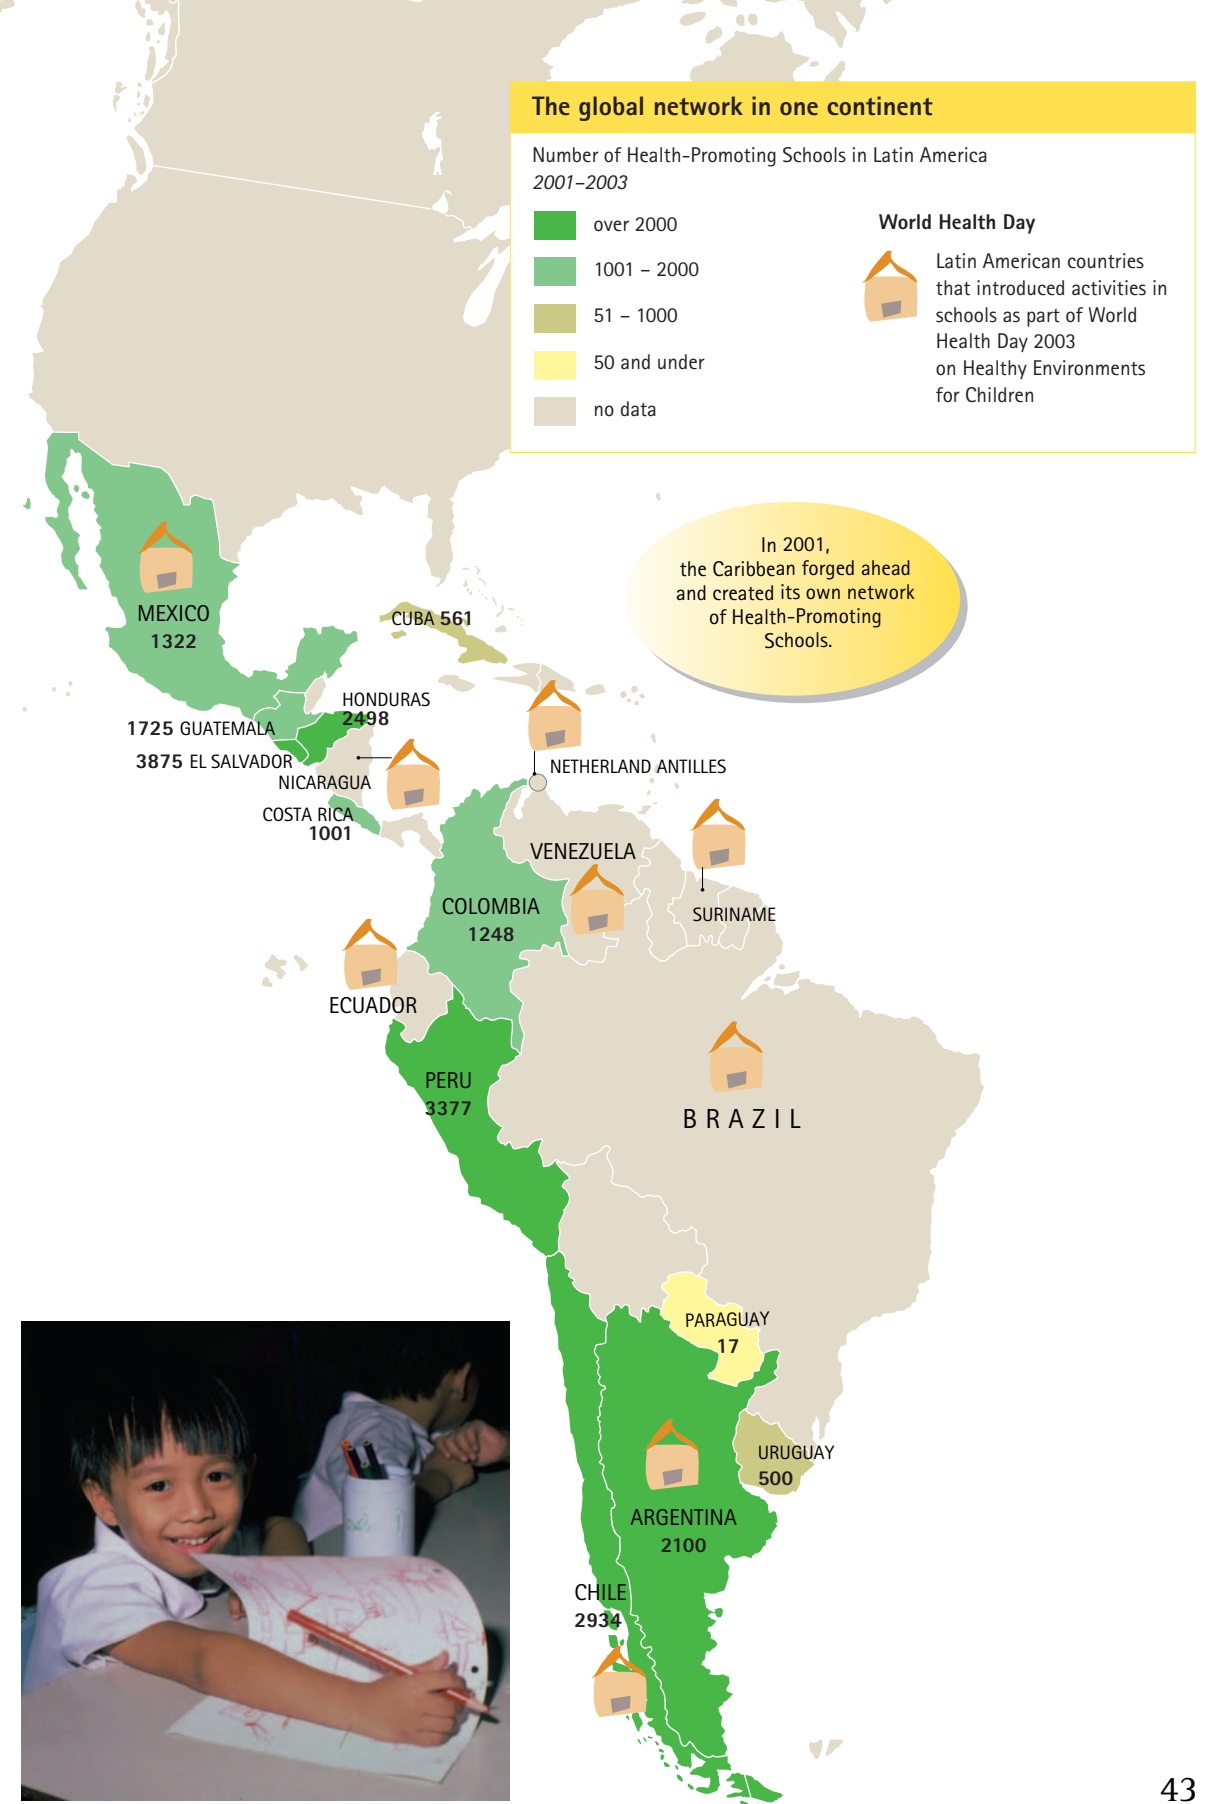 The global network in one continent
Number of Health-Promoting Schools in Latin America
2001–2003
over 2000
1001 – 2000
51 – 1000
50 and under
no data
World Health Day
Latin American countries
that introduced activities in
schools as part of World
Health Day 2003
on Healthy Environments
for Children
In 2001,
the Caribbean forged ahead
and created its own network
of Health-Promoting
Schools.
MEXICO
1322
CUBA 561
HONDURAS
2498
1725 GUATEMALA
3875 EL SALVADOR
NICARAGUA
COSTA RICA
1001
NETHERLAND ANTILLES
VENEZUELA
SURINAME
COLOMBIA
1248
ECUADOR
PERU
3377
BRAZIL
PARAGUAY
17
URUGUAY
500
ARGENTINA
2100
CHILE
2934
43